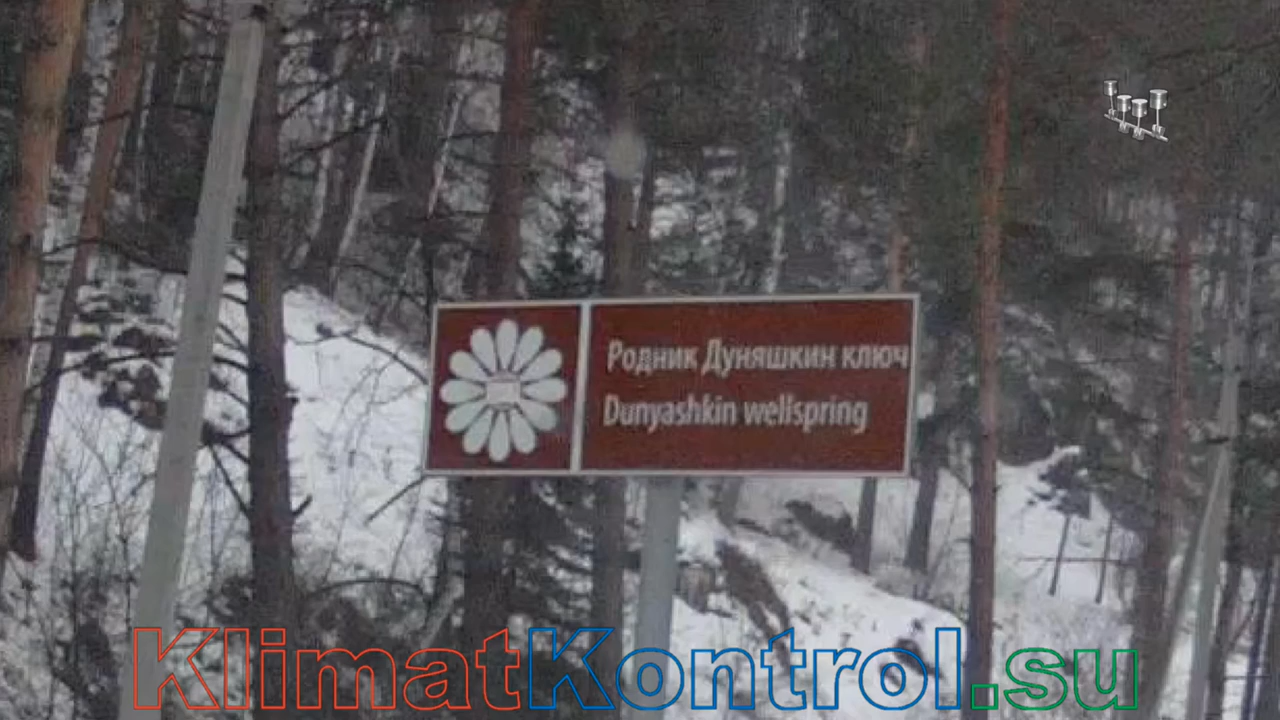 Родник Дуняшкин ключ
Dunyashkin wellspring
KlimatKontrol.su